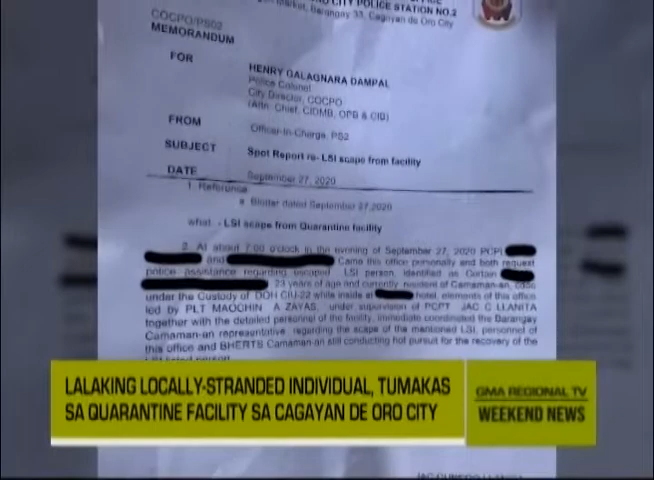 CITY POLICE STATION NO.2
Market, Barangay 33, Cagayan de Oro City
COCPO/PS02
MEMORANDUM
FOR
HENRY GALAGNARA DAMPAL
Police Colonel
City Director, COCPO
(Attn: Chief, CIDMB, OPB & CIB)
FROM
Officer-In-Charge, PS2
SUBJECT
Spot Report re- LSI scape from facility
DATE
September 27, 2020
1. Reference
a. Blotter dated September 27,2020
what - LSI scape from Quarantine facility
2. At about 7:00 o'clock in the evening of September 27, 2020 PCPl
and Came this office personally and both request
police assistance regarding escaped LSI person, identified as Certain
23 years of age and currently resident of Camaman-an, cdo
under the Custody of DOH CIU-22 while inside at hotel. elements of this office
led by PLT MAOCHIN A ZAYAS, under supervision of PCPT JAC C LLANITA
together with the detailed personnel of the facility, immediate coordinated the Barangay
Camaman-an representative regarding the scape of the mentioned LSI, personnel of
this office and BHERTS Camaman-an still conducting hot pursuit for the recovery of the
LALAKING LOCALLY-STRANDED INDIVIDUAL, TUMAKAS
SA QUARANTINE FACILITY SA CAGAYAN DE ORO CITY
GMA REGIONAL TV
WEEKEND NEWS